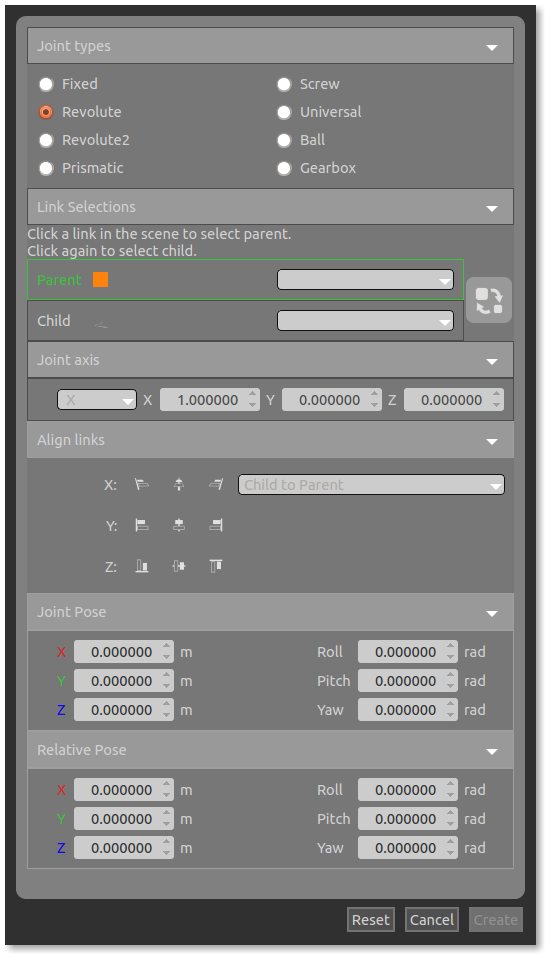 Joint types
Fixed Screw
Revolute Universal
Revolute2 Ball
Prismatic Gearbox
Link Selections
Click a link in the scene to select parent.
Click again to select child.
Parent
Child
Joint axis
X X 1.000000 Y 0.000000 Z 0.000000
Align links
X: Child to Parent
Y:
Z:
Joint Pose
X 0.000000 m Roll 0.000000 rad
Y 0.000000 m Pitch 0.000000 rad
Z 0.000000 m Yaw 0.000000 rad
Relative Pose
X 0.000000 m Roll 0.000000 rad
Y 0.000000 m Pitch 0.000000 rad
Z 0.000000 m Yaw 0.000000 rad
Reset Cancel Create